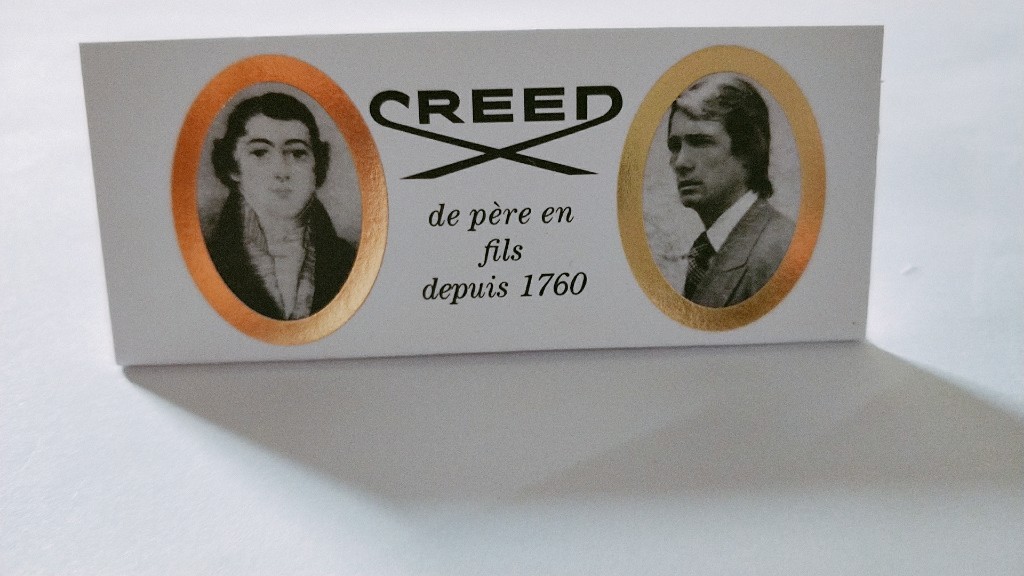 CREED
de père en
fils
depuis 1760